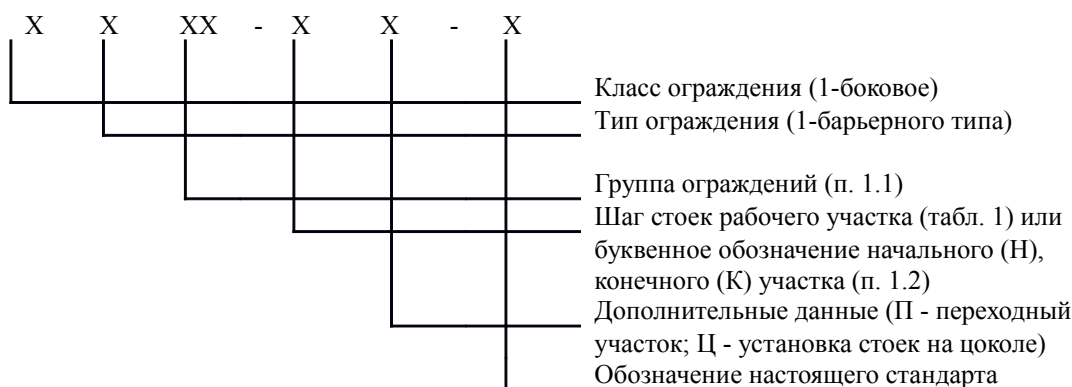 Х Х ХХ - Х Х - Х
Класс ограждения (1-боковое)
Тип ограждения (1-барьерного типа)
Группа ограждений (п. 1.1)
Шаг стоек рабочего участка (табл. 1) или
буквенное обозначение начального (Н),
конечного (К) участка (п. 1.2)
Дополнительные данные (П - переходный
участок; Ц - установка стоек на цоколе)
Обозначение настоящего стандарта